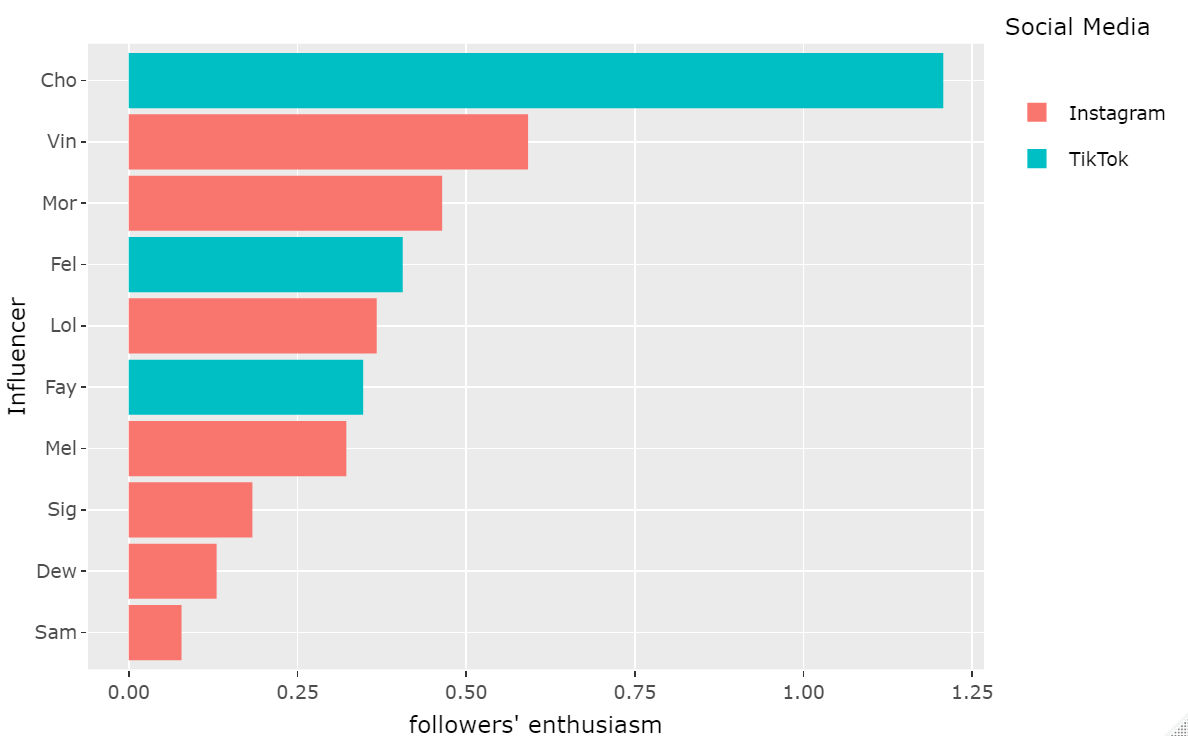 Social Media
Instagram
TikTok
Influencer
Cho
Vin
Mor
Fel
Lol
Fay
Mel
Sig
Dew
Sam
0.00 0.25 0.50 0.75 1.00 1.25
followers' enthusiasm